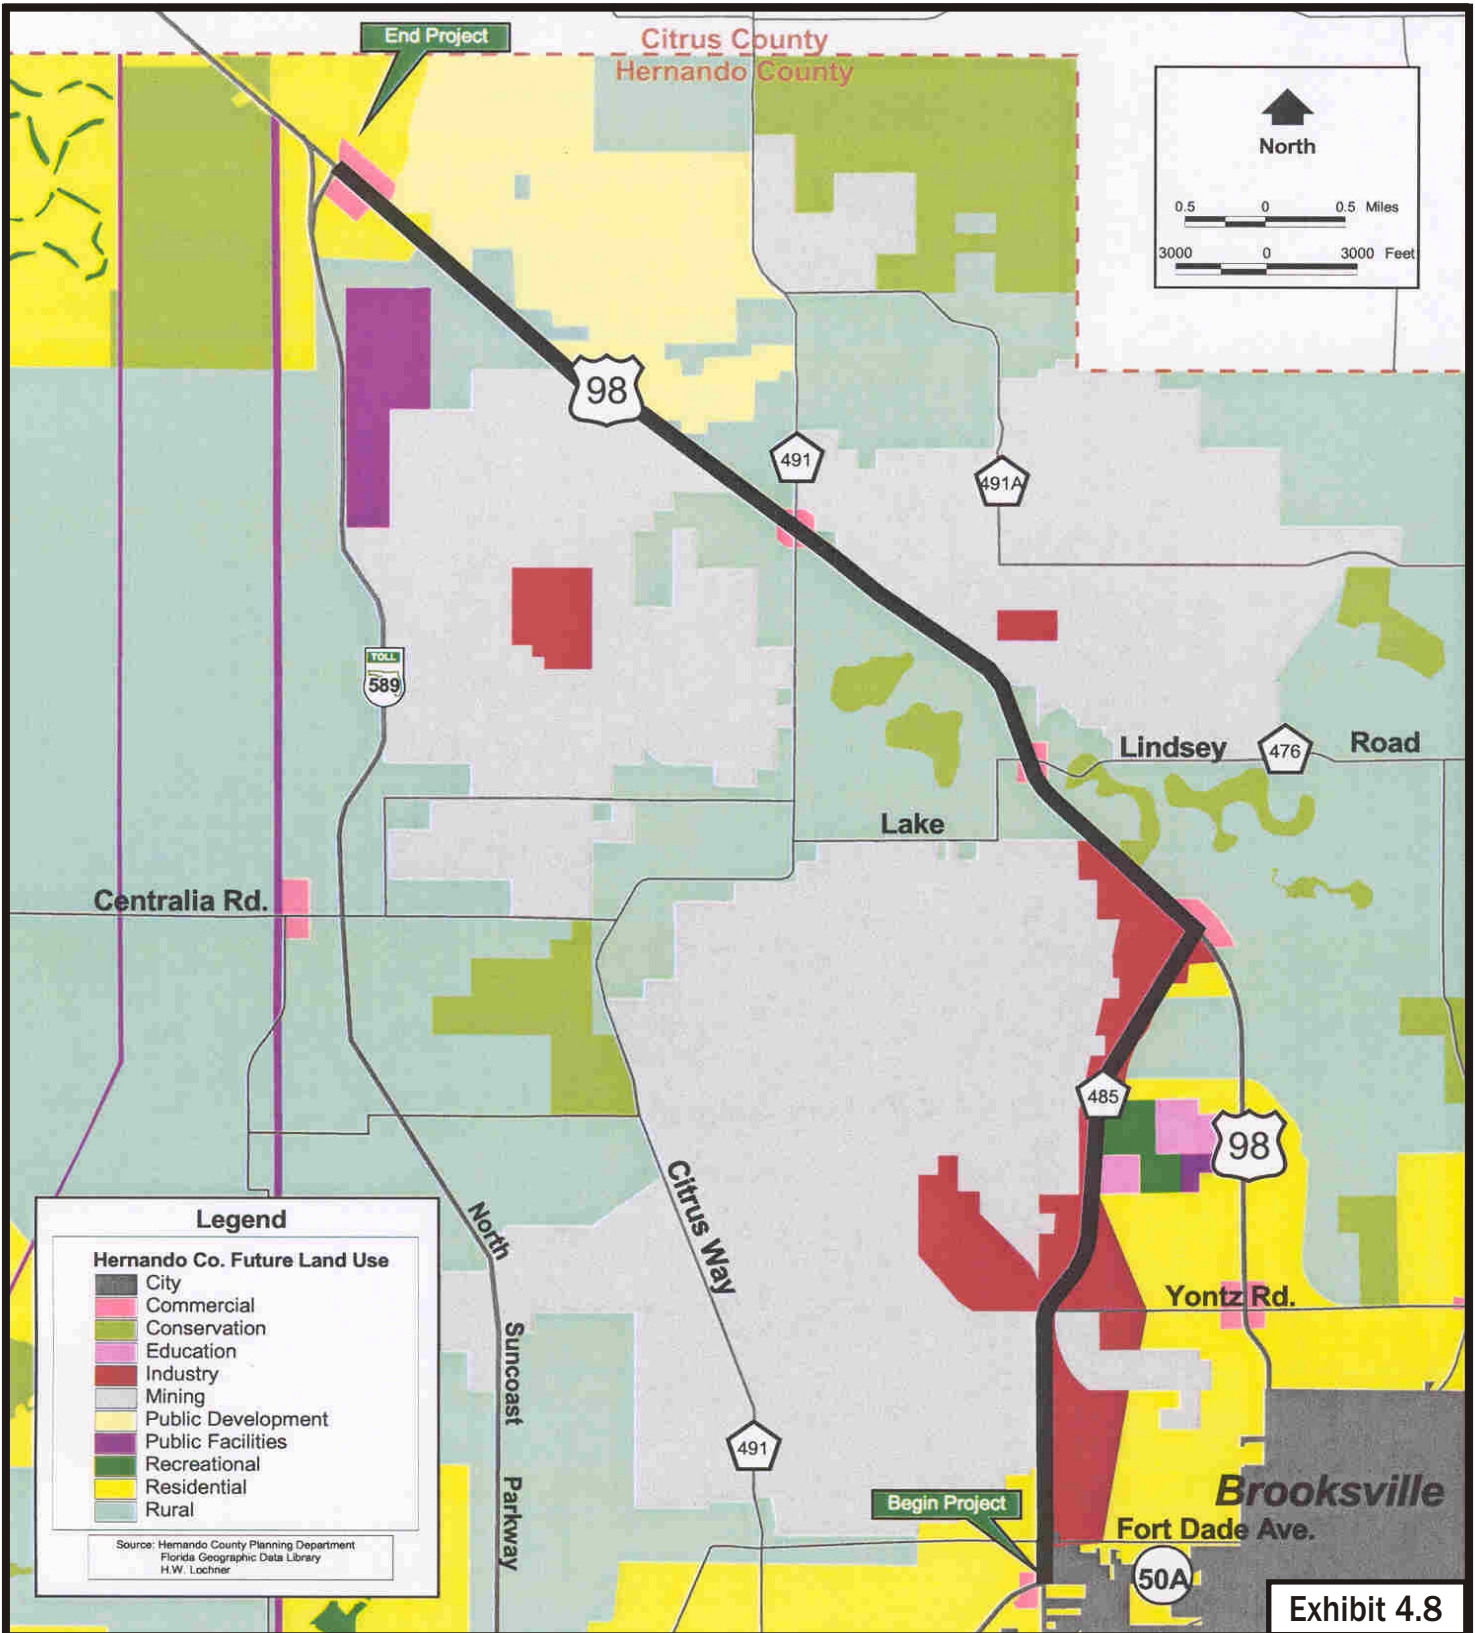 End Project
Citrus County
Hernando County
North
0.5 0 0.5 Miles
3000 0 3000 Feet
98
491
491A
TOLL
589
Lindsey
476
Road
Lake
Centralia Rd.
485
98
Citrus Way
North
Suncoast
Parkway
Yontz Rd.
491
Begin Project
Brooksville
Fort Dade Ave.
50A
Legend
Hernando Co. Future Land Use
City
Commercial
Conservation
Education
Industry
Mining
Public Development
Public Facilities
Recreational
Residential
Rural
Source: Hernando County Planning Department
Florida Geographic Data Library
H.W. Lochner
Exhibit 4.8